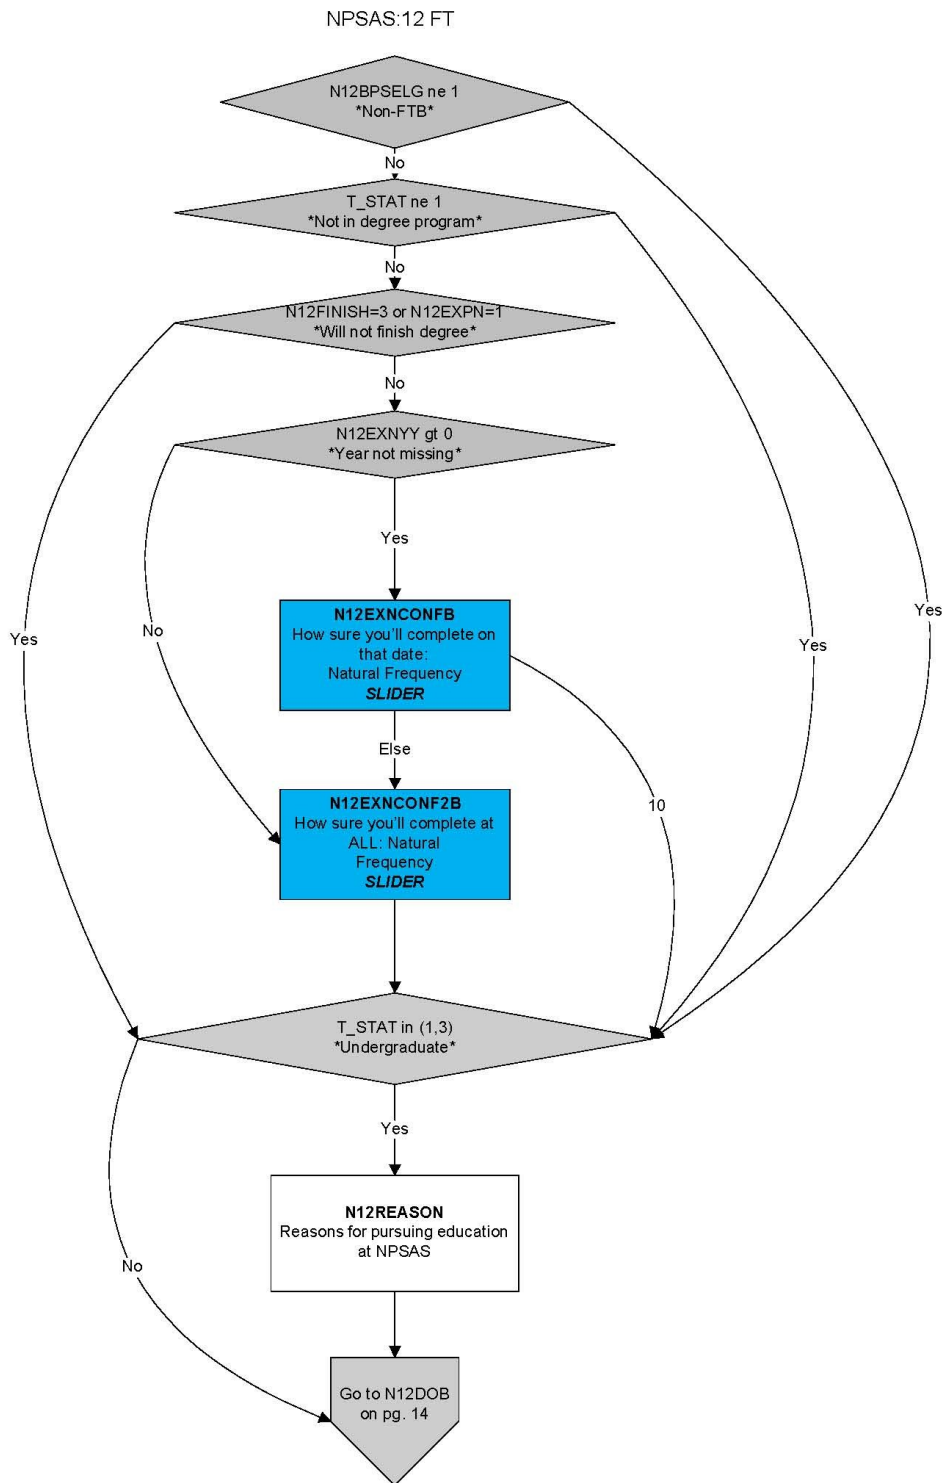 NPSAS:12 FT
N12BPSELG ne 1
*Non-FTB*
No
T_STAT ne 1
*Not in degree program*
No
N12FINISH=3 or N12EXPN=1
*Will not finish degree*
No
N12EXNYY gt 0
*Year not missing*
Yes
N12EXNCONFB
How sure you'll complete on
that date:
Natural Frequency
SLIDER
Yes
No
Yes
Yes
Else
N12EXNCONF2B
How sure you'll complete at
ALL: Natural
Frequency
SLIDER
10
T_STAT in (1,3)
*Undergraduate*
Yes
N12REASON
Reasons for pursuing education
at NPSAS
No
Go to N12DOB
on pg. 14